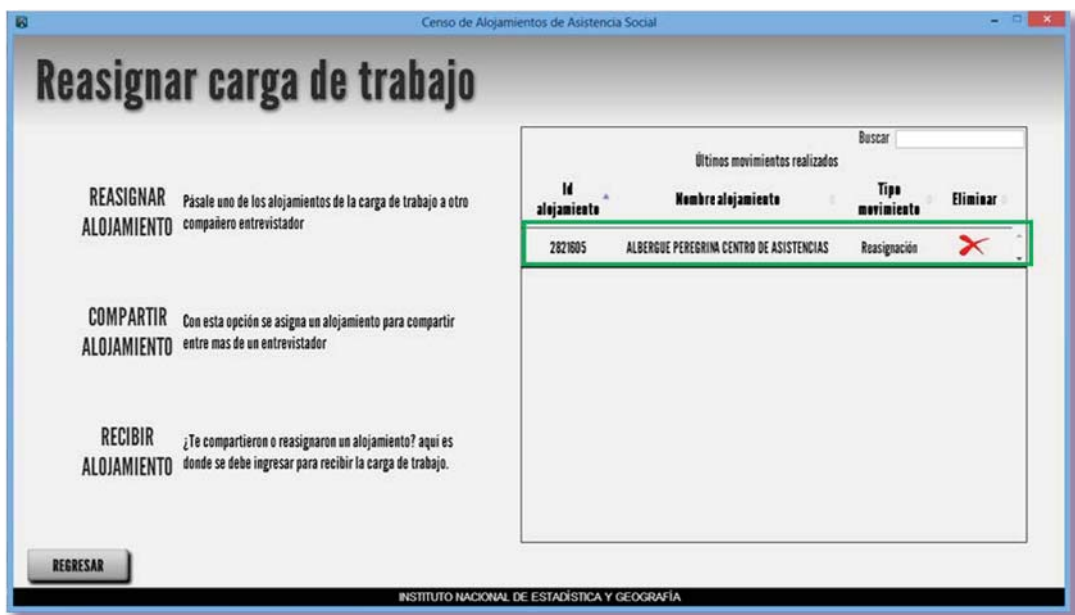 Censo de Alojamientos de Asistencia Social
Reasignar carga de trabajo
REASIGNAR
ALOJAMIENTO
Pásale uno de los alojamientos de la carga de trabajo a otro
compañero entrevistador
COMPARTIR
ALOJAMIENTO
Con esta opción se asigna un alojamiento para compartir
entre mas de un entrevistador
RECIBIR
ALOJAMIENTO
¿Te compartieron o reasignaron un alojamiento? aqui es
donde se debe ingresar para recibir la carga de trabajo.
Buscar
Últinos movimientos realizados
Id
alojamiento
Nombre alojamiento
Tipo
movimiento
Eliminar
2821605 ALBERGUE PEREGRINA CENTRO DE ASISTENCIAS Reasignación
REGRESAR
INSTITUTO NACIONAL DE ESTADÍSTICA Y GEOGRAFÍA